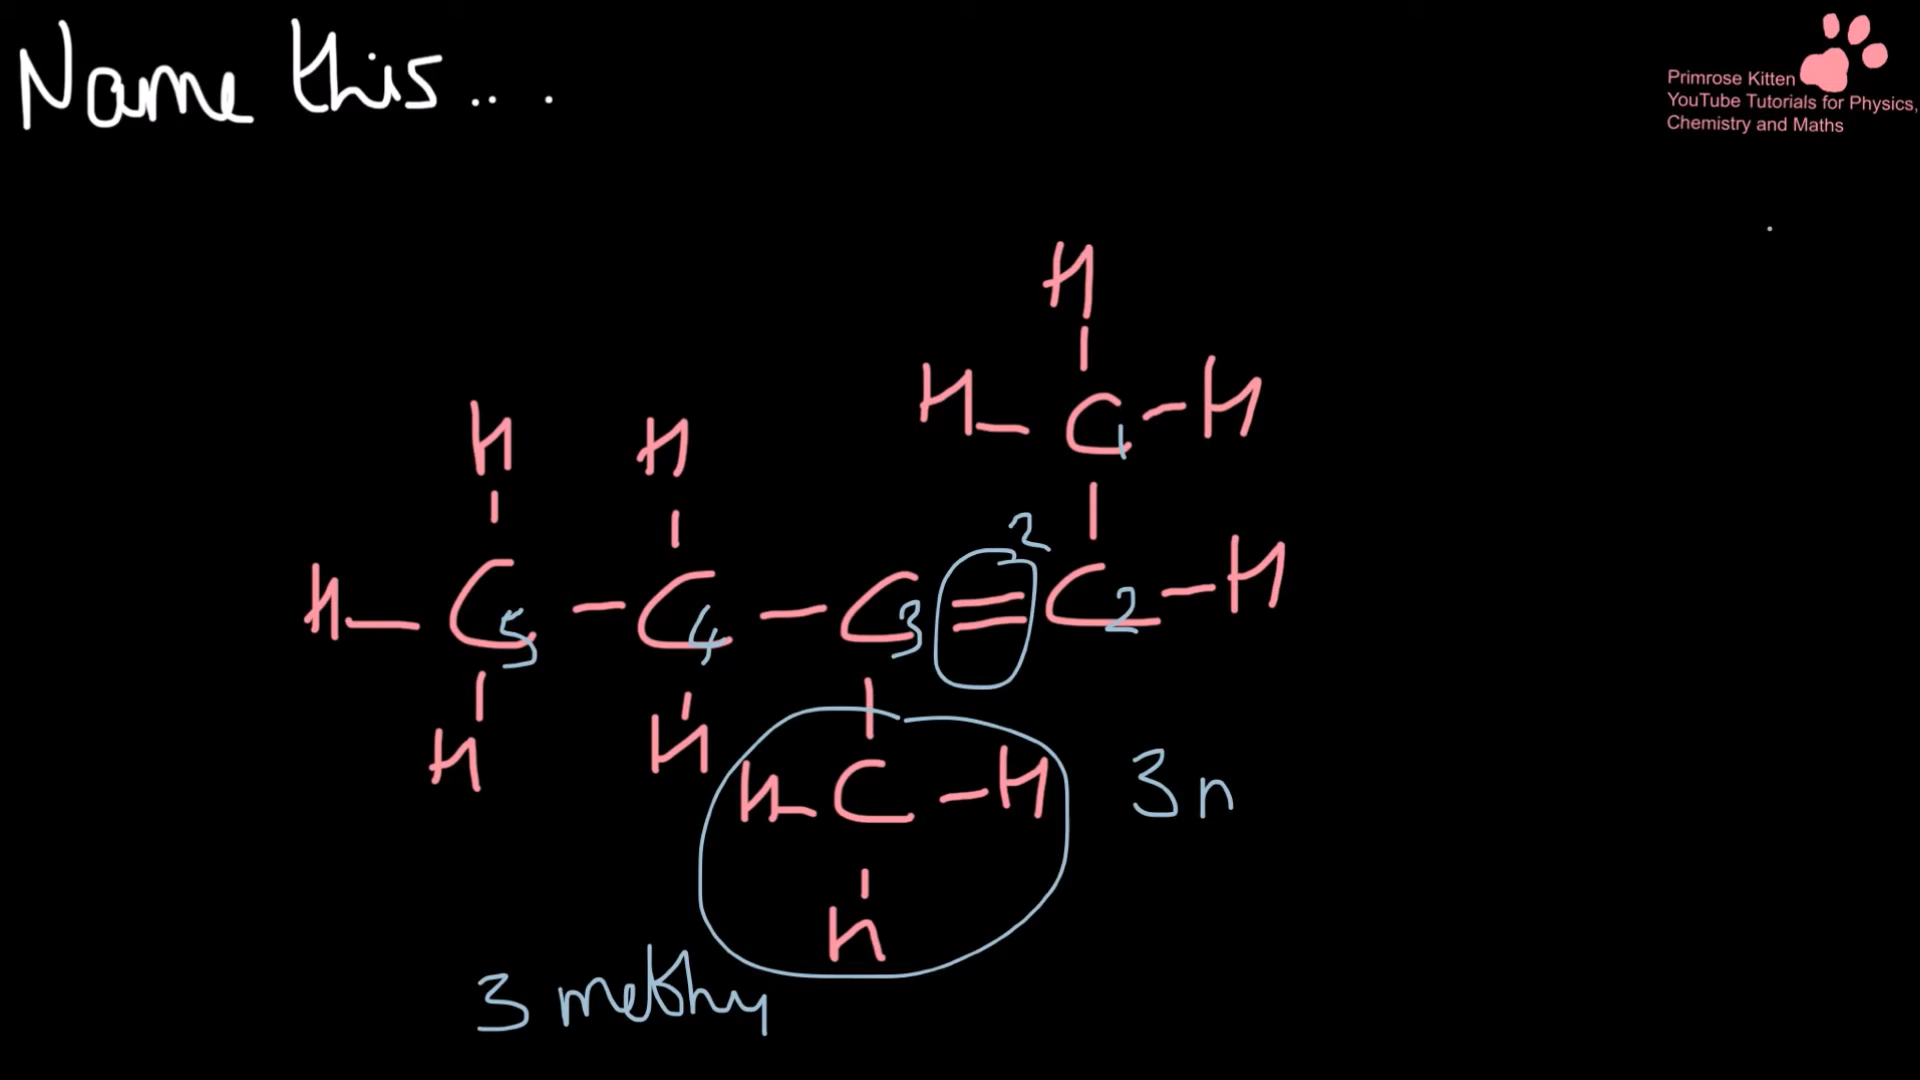 Name this...
Primrose Kitten
YouTube Tutorials for Physics,
Chemistry and Maths
H
H C1 H
H H
2
H C5 C4 C3 = C2 H
H H
H C H 3n
H
3 methy